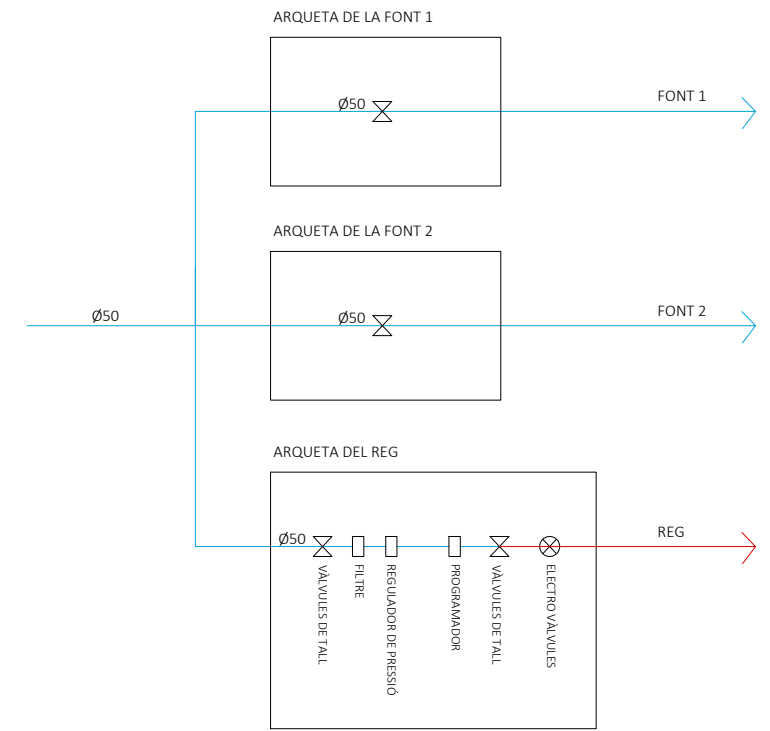 ARQUETA DE LA FONT 1
Ø50
FONT 1
ARQUETA DE LA FONT 2
Ø50
Ø50
FONT 2
ARQUETA DEL REG
Ø50
REG
VÀLVULES DE TALL
FILTRE
REGULADOR DE PRESSIÓ
PROGRAMADOR
VÀLVULES DE TALL
ELECTRO VÀLVULES